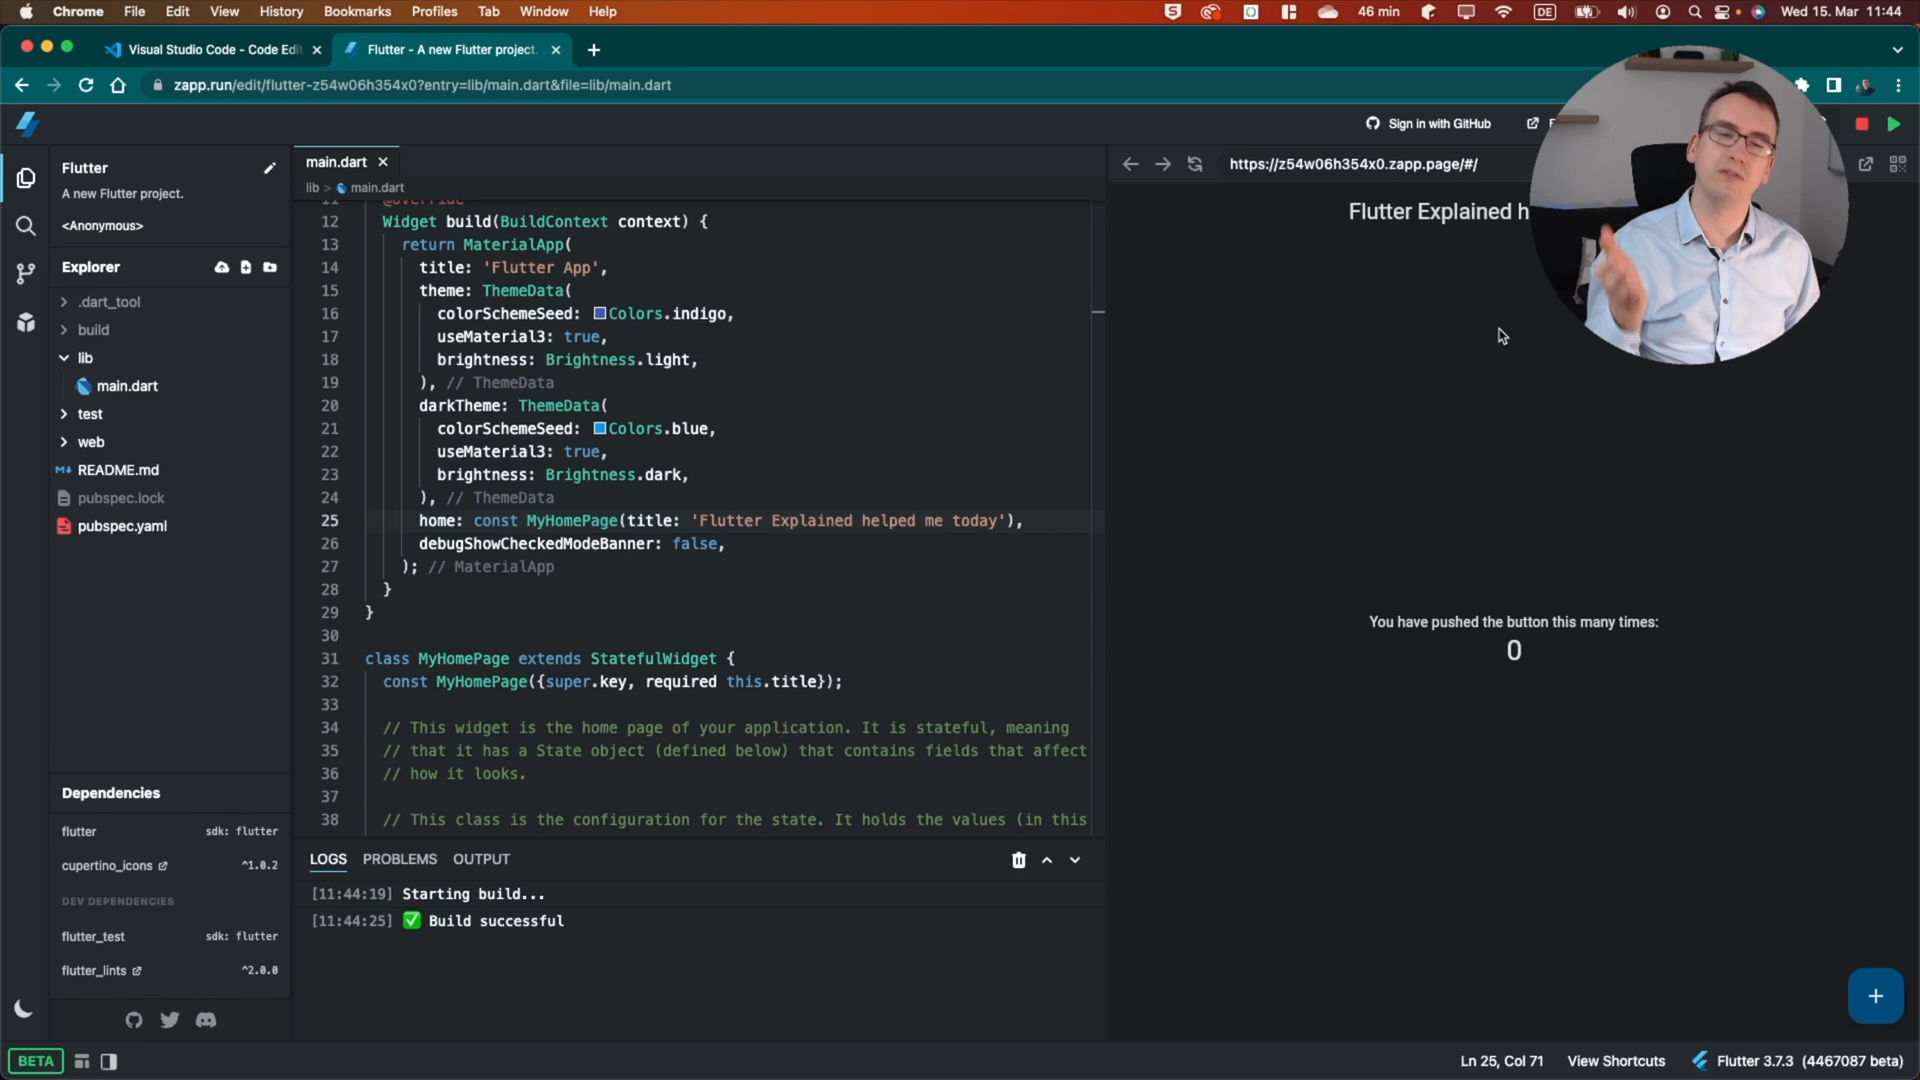 Chrome File Edit View History Bookmarks Profiles Tab Window Help 46 min DE Wed 15. Mar 11:44
Visual Studio Code - Code Edit Flutter - A new Flutter project.
zapp.run/edit/flutter-z54w06h354x0?entry=lib/main.dart&file=lib/main.dart
Sign in with GitHub
Flutter
A new Flutter project.
<Anonymous>
Explorer
.dart_tool
build
lib
main.dart
test
web
README.md
pubspec.lock
pubspec.yaml
Dependencies
flutter sdk: flutter
cupertino_icons ^1.0.2
DEV DEPENDENCIES
flutter_test sdk: flutter
flutter_lints ^2.0.0
BETA
main.dart
lib > main.dart
11 @override
12 Widget build(BuildContext context) {
13 return MaterialApp(
14 title: 'Flutter App',
15 theme: ThemeData(
16 colorSchemeSeed: Colors.indigo,
17 useMaterial3: true,
18 brightness: Brightness.light,
19 ), // ThemeData
20 darkTheme: ThemeData(
21 colorSchemeSeed: Colors.blue,
22 useMaterial3: true,
23 brightness: Brightness.dark,
24 ), // ThemeData
25 home: const MyHomePage(title: 'Flutter Explained helped me today'),
26 debugShowCheckedModeBanner: false,
27 ); // MaterialApp
28 }
29 }
30
31 class MyHomePage extends StatefulWidget {
32 const MyHomePage({super.key, required this.title});
33
34 // This widget is the home page of your application. It is stateful, meaning
35 // that it has a State object (defined below) that contains fields that affect
36 // how it looks.
37
38 // This class is the configuration for the state. It holds the values (in this
LOGS PROBLEMS OUTPUT
[11:44:19] Starting build...
[11:44:25] ✅ Build successful
https://z54w06h354x0.zapp.page/#/
Flutter Explained h
You have pushed the button this many times:
0
+
Ln 25, Col 71 View Shortcuts Flutter 3.7.3 (4467087 beta)